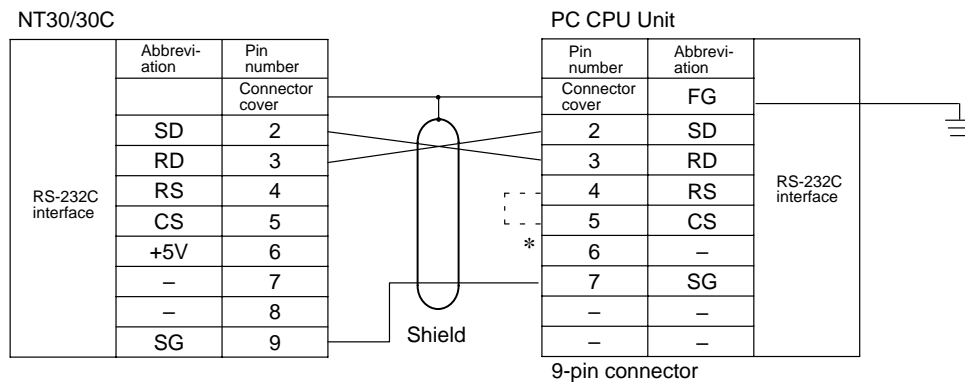 NT30/30C
PC CPU Unit
Abbrevi-
ation
Pin
number
Pin
number
Abbrevi-
ation
Connector
cover
Connector
cover
FG
SD 2 2 SD
RD 3 3 RD
RS-232C
interface
RS 4 4 RS
RS-232C
interface
CS 5 5 CS
+5V 6 * 6 –
– 7 7 SG
– 8 – –
SG 9 Shield – –
9-pin connector